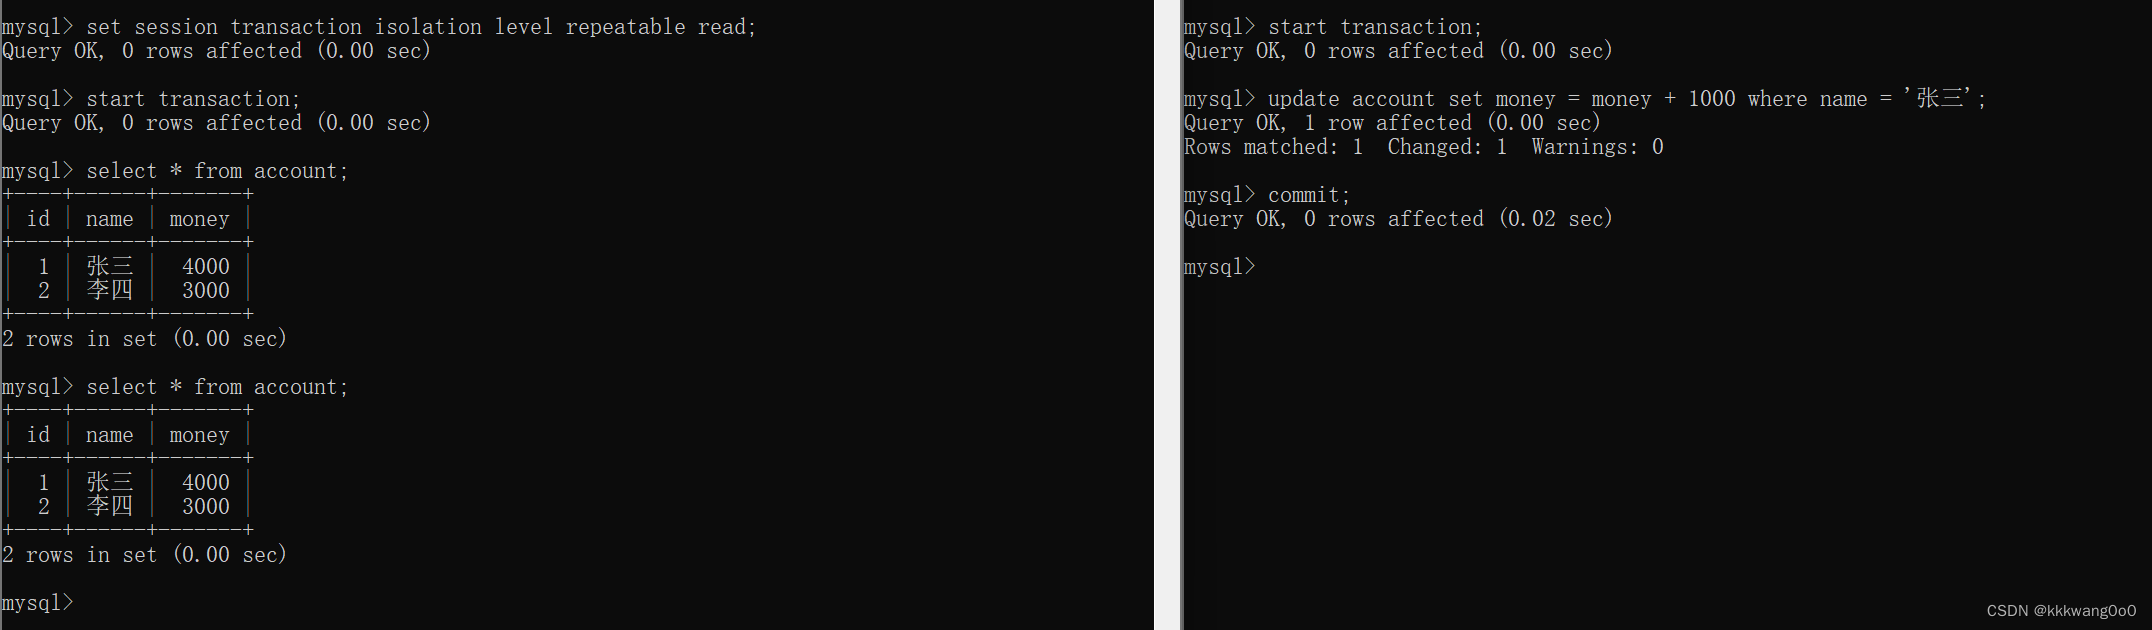 mysql> set session transaction isolation level repeatable read;
Query OK, 0 rows affected (0.00 sec)
mysql> start transaction;
Query OK, 0 rows affected (0.00 sec)
mysql> select * from account;
+----+------+-------+
| id | name | money |
+----+------+-------+
|  1 | 张三 |  4000 |
|  2 | 李四 |  3000 |
+----+------+-------+
2 rows in set (0.00 sec)
mysql> select * from account;
+----+------+-------+
| id | name | money |
+----+------+-------+
|  1 | 张三 |  4000 |
|  2 | 李四 |  3000 |
+----+------+-------+
2 rows in set (0.00 sec)
mysql>
mysql> start transaction;
Query OK, 0 rows affected (0.00 sec)
mysql> update account set money = money + 1000 where name = '张三';
Query OK, 1 row affected (0.00 sec)
Rows matched: 1  Changed: 1  Warnings: 0
mysql> commit;
Query OK, 0 rows affected (0.02 sec)
mysql>
CSDN @kkkwang0o0